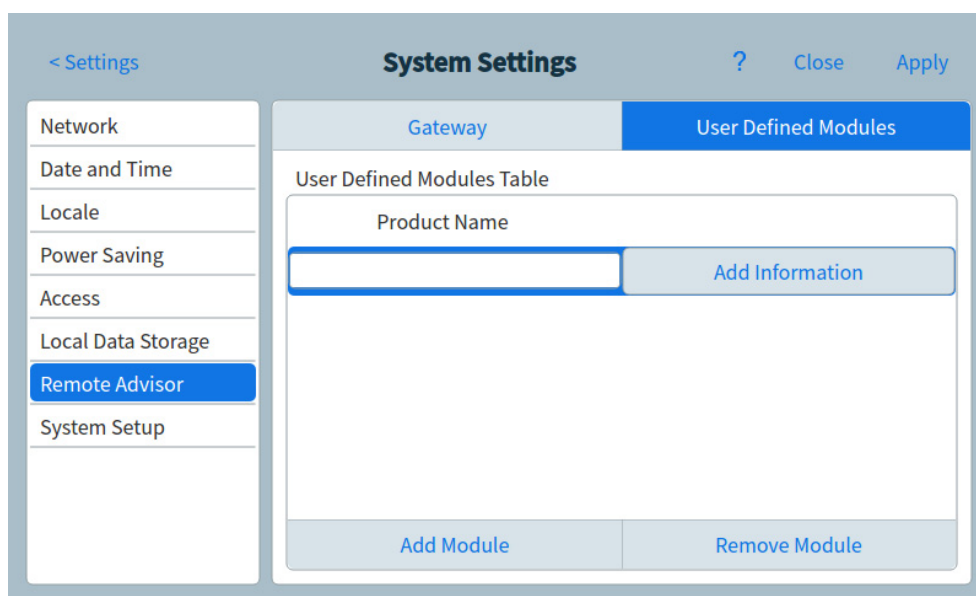 < Settings System Settings ? Close Apply
Network
Date and Time
Locale
Power Saving
Access
Local Data Storage
Remote Advisor
System Setup
Gateway User Defined Modules
User Defined Modules Table
Product Name
Add Information
Add Module Remove Module